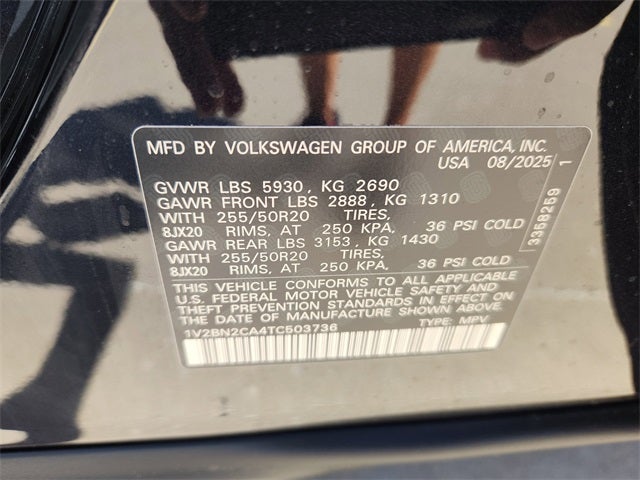 MFD BY VOLKSWAGEN GROUP OF AMERICA, INC.
USA 08/2025
GVWR LBS 5930, KG 2690
GAWR FRONT LBS 2888, KG 1310
WITH 255/50R20 TIRES,
8JX20 RIMS, AT 250 KPA, 36 PSI COLD
GAWR REAR LBS 3153, KG 1430
WITH 255/50R20 TIRES,
8JX20 RIMS, AT 250 KPA, 36 PSI COLD
THIS VEHICLE CONFORMS TO ALL APPLICABLE
U.S. FEDERAL MOTOR VEHICLE SAFETY AND
THEFT PREVENTION STANDARDS IN EFFECT ON
THE DATE OF MANUFACTURE SHOWN ABOVE.
1V2BN2CA4TC503736 TYPE: MPV
3358259 1